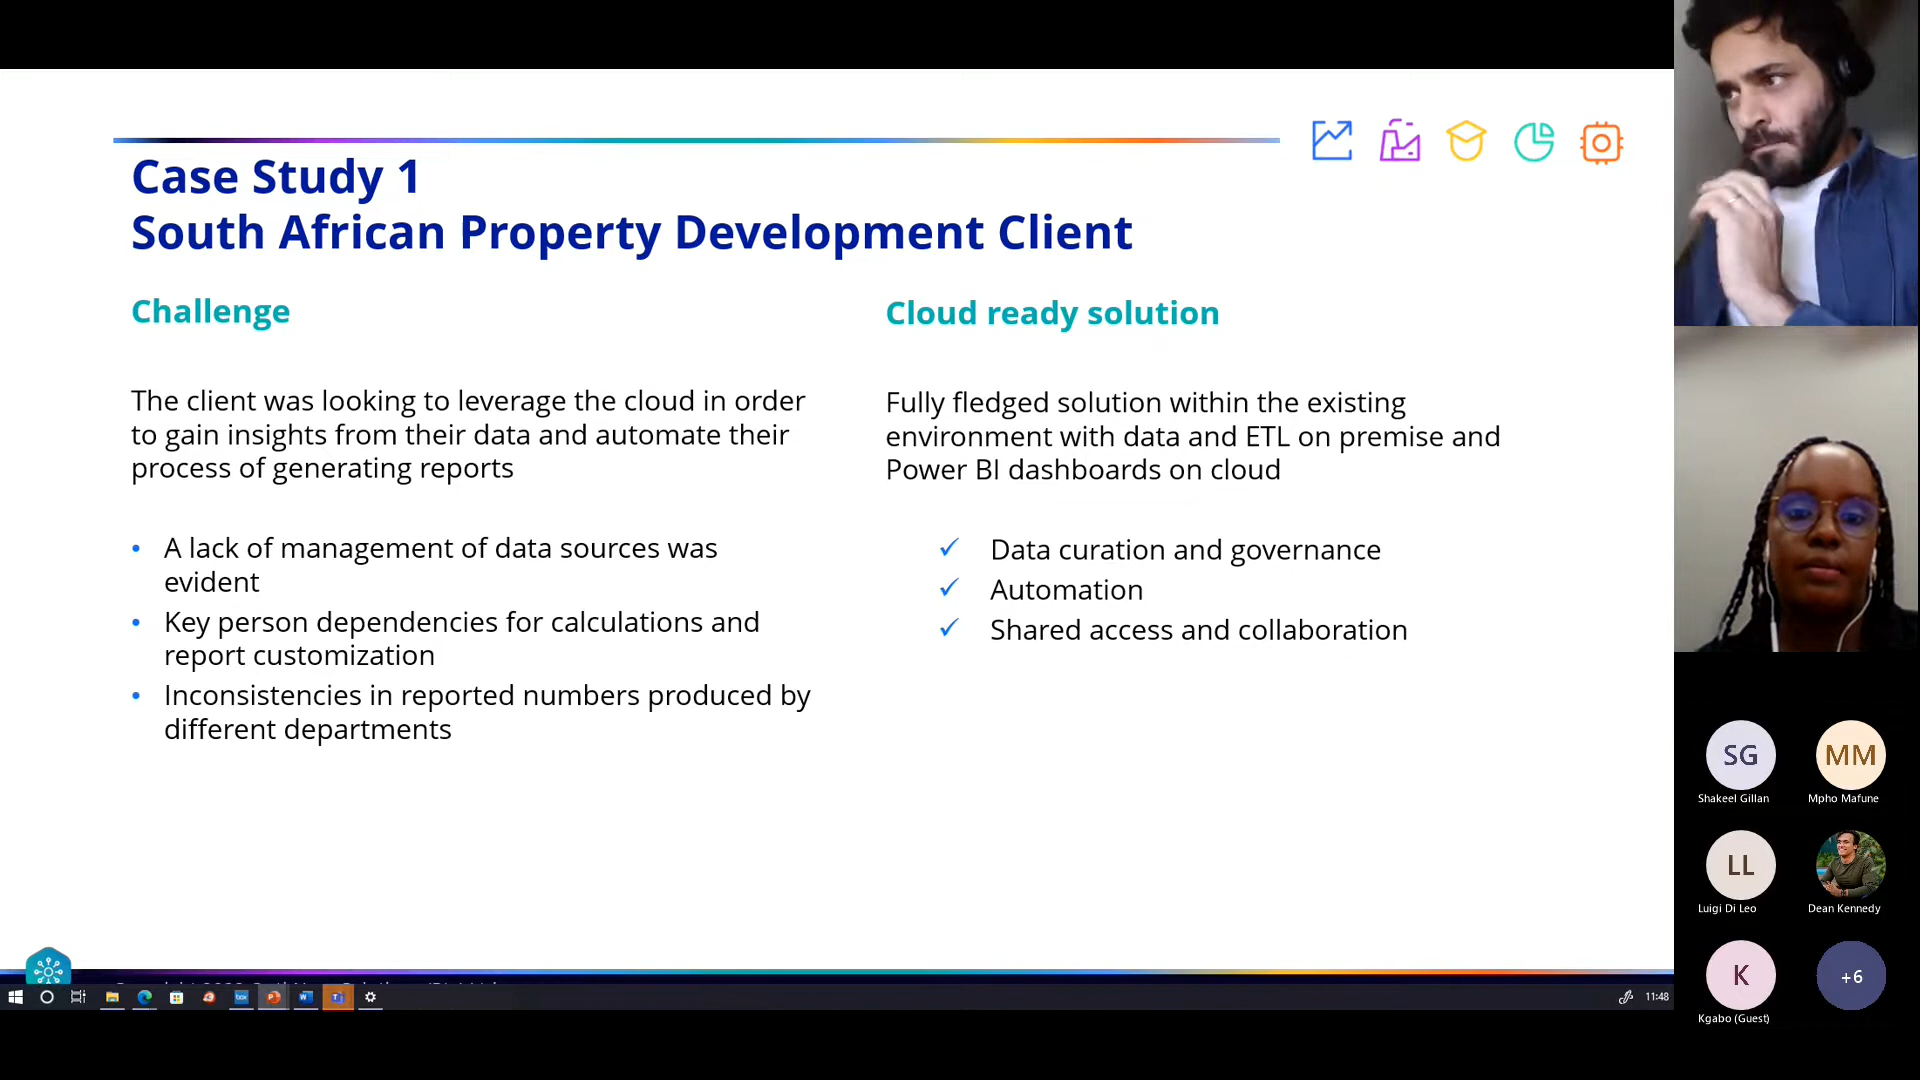 Case Study 1
South African Property Development Client
Challenge
The client was looking to leverage the cloud in order
to gain insights from their data and automate their
process of generating reports
• A lack of management of data sources was
evident
• Key person dependencies for calculations and
report customization
• Inconsistencies in reported numbers produced by
different departments
Cloud ready solution
Fully fledged solution within the existing
environment with data and ETL on premise and
Power BI dashboards on cloud
✓ Data curation and governance
✓ Automation
✓ Shared access and collaboration
SG
Shakeel Gillan
MM
Mpho Mafune
LL
Luigi Di Leo
Dean Kennedy
K
Kgabo (Guest)
+6
11:48